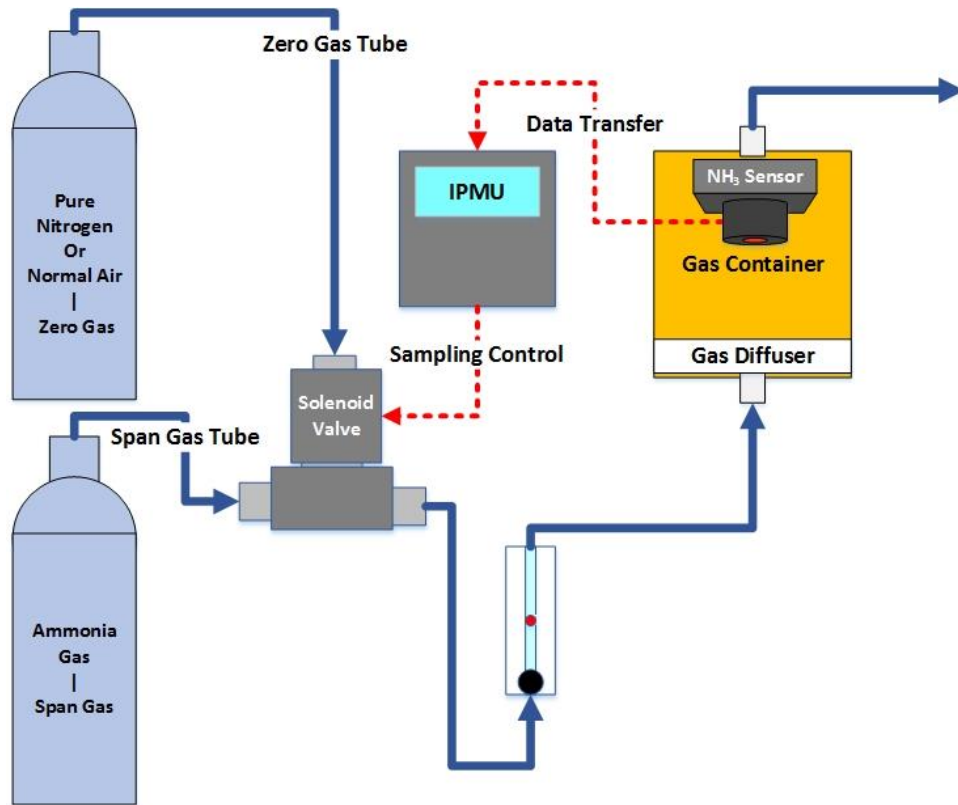 Zero Gas Tube
Data Transfer
NH₃ Sensor
IPMU
Pure
Nitrogen
Or
Normal Air
|
Zero Gas
Gas Container
Sampling Control
Gas Diffuser
Solenoid
Valve
Span Gas Tube
Ammonia
Gas
|
Span Gas